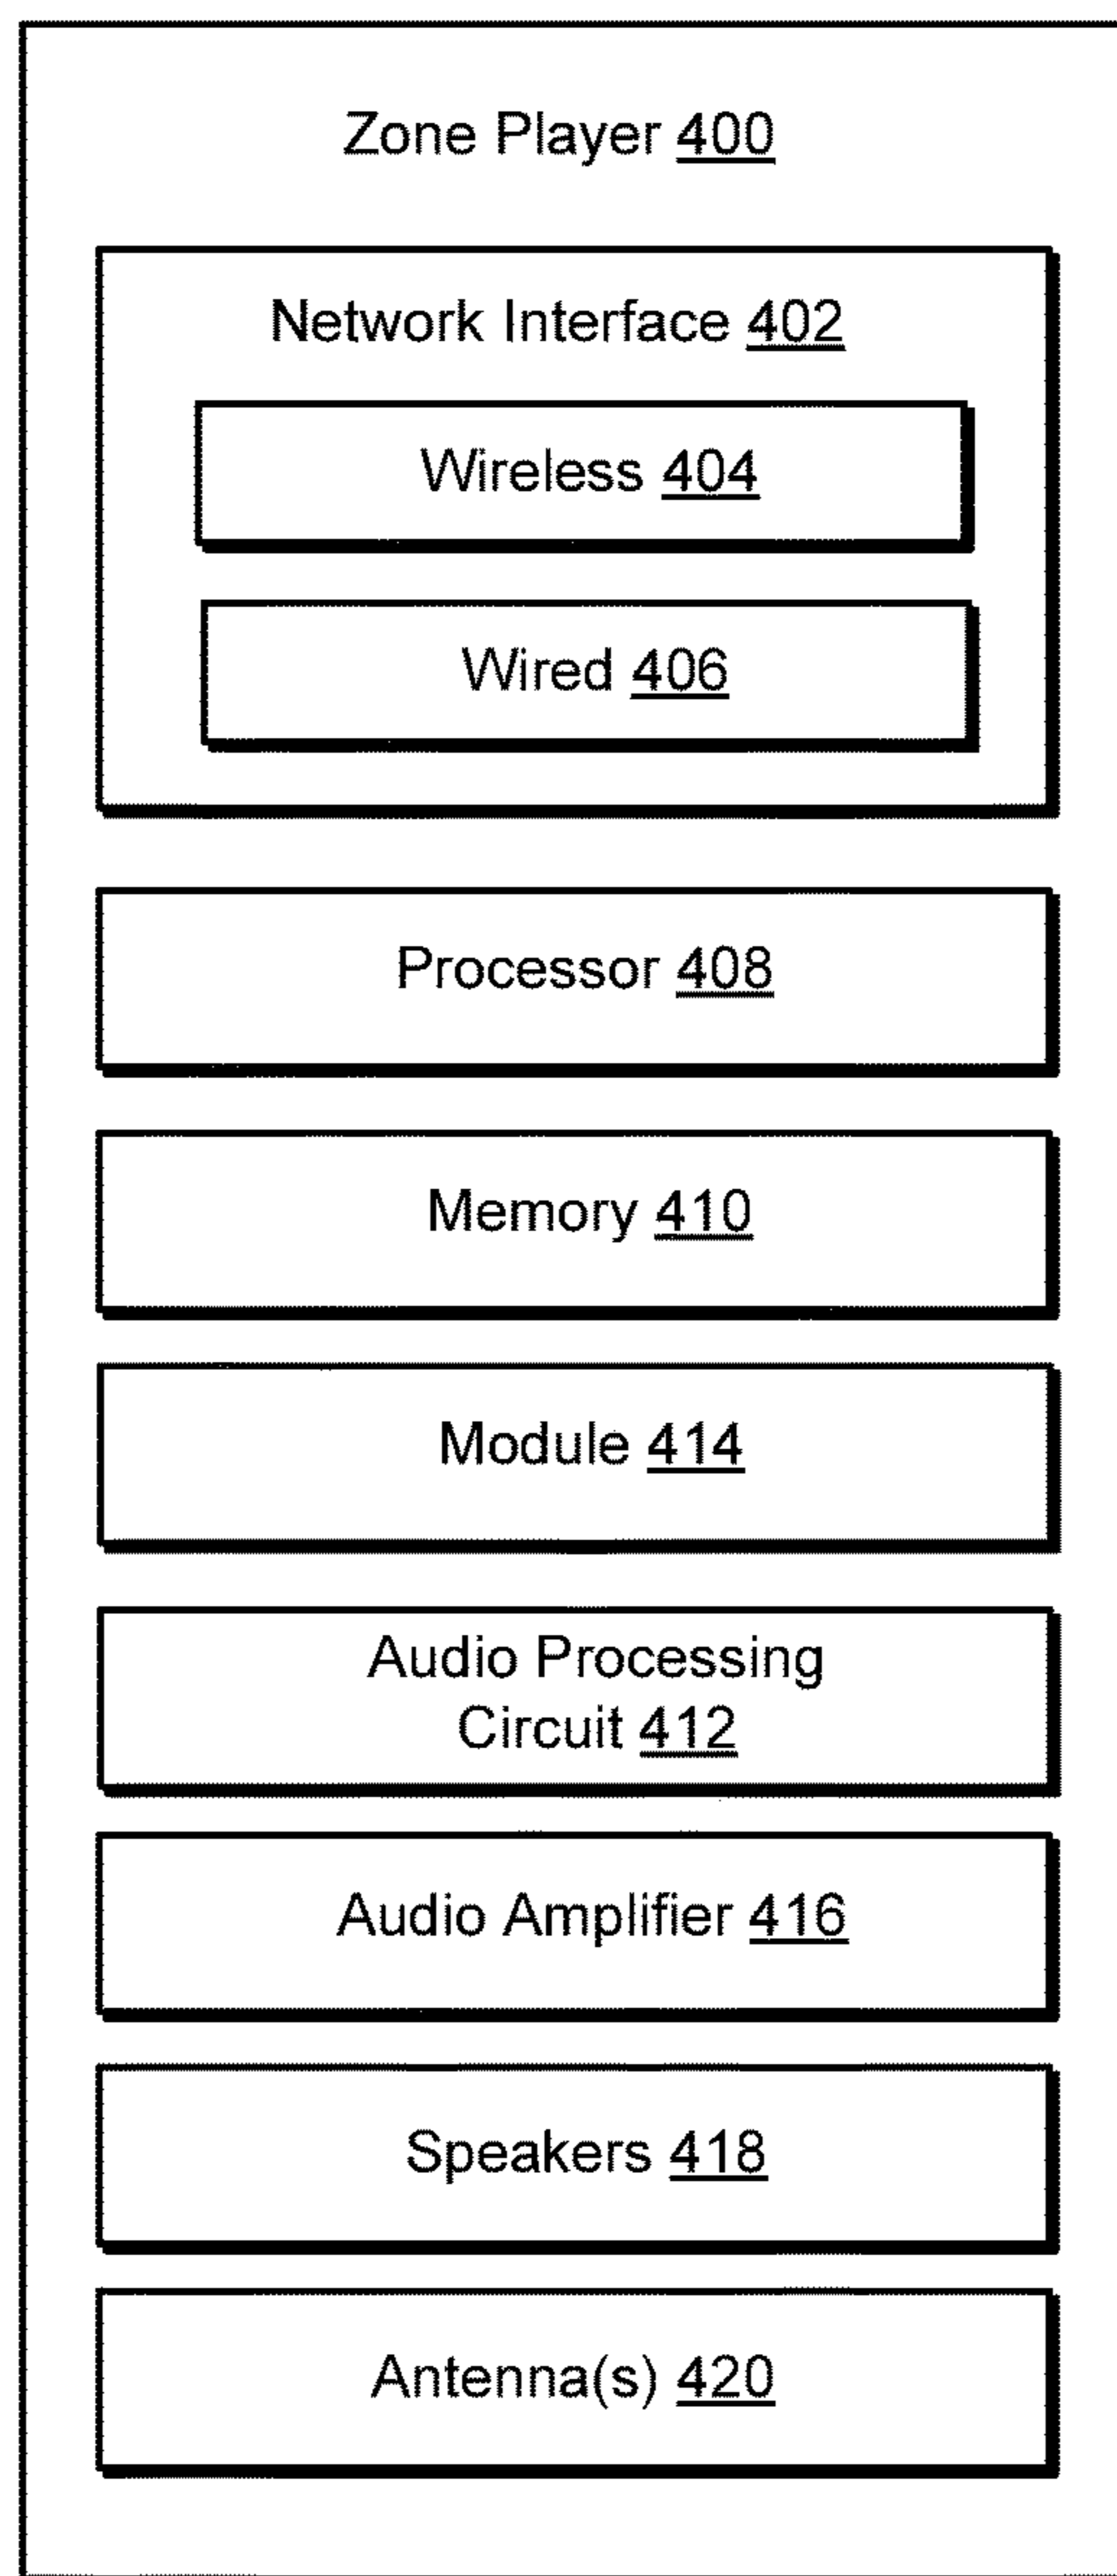 Zone Player 400
Network Interface 402
Wireless 404
Wired 406
Processor 408
Memory 410
Module 414
Audio Processing
Circuit 412
Audio Amplifier 416
Speakers 418
Antenna(s) 420